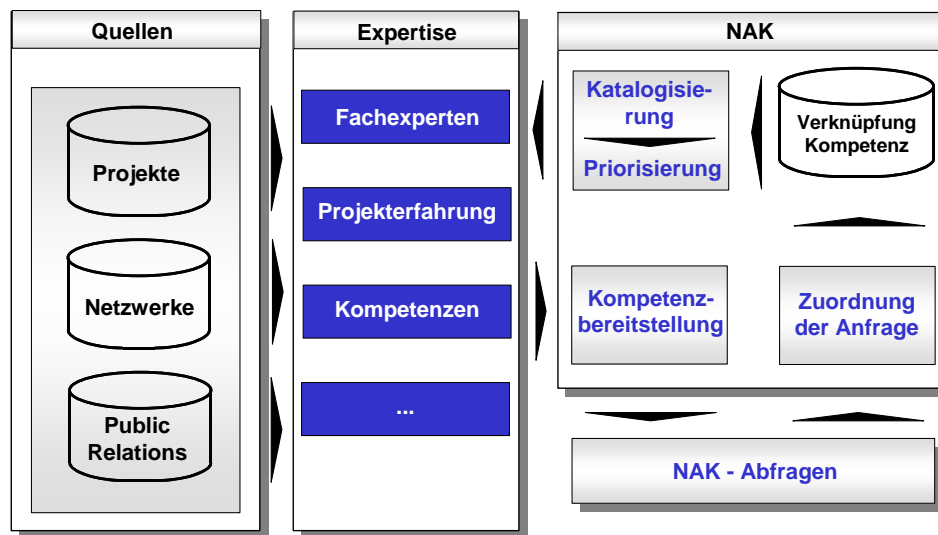 Quellen
Projekte
Netzwerke
Public
Relations
Expertise
Fachexperten
Projekterfahrung
Kompetenzen
...
NAK
Katalogisie-
rung
Priorisierung
Verknüpfung
Kompetenz
Kompetenz-
bereitstellung
Zuordnung
der Anfrage
NAK - Abfragen